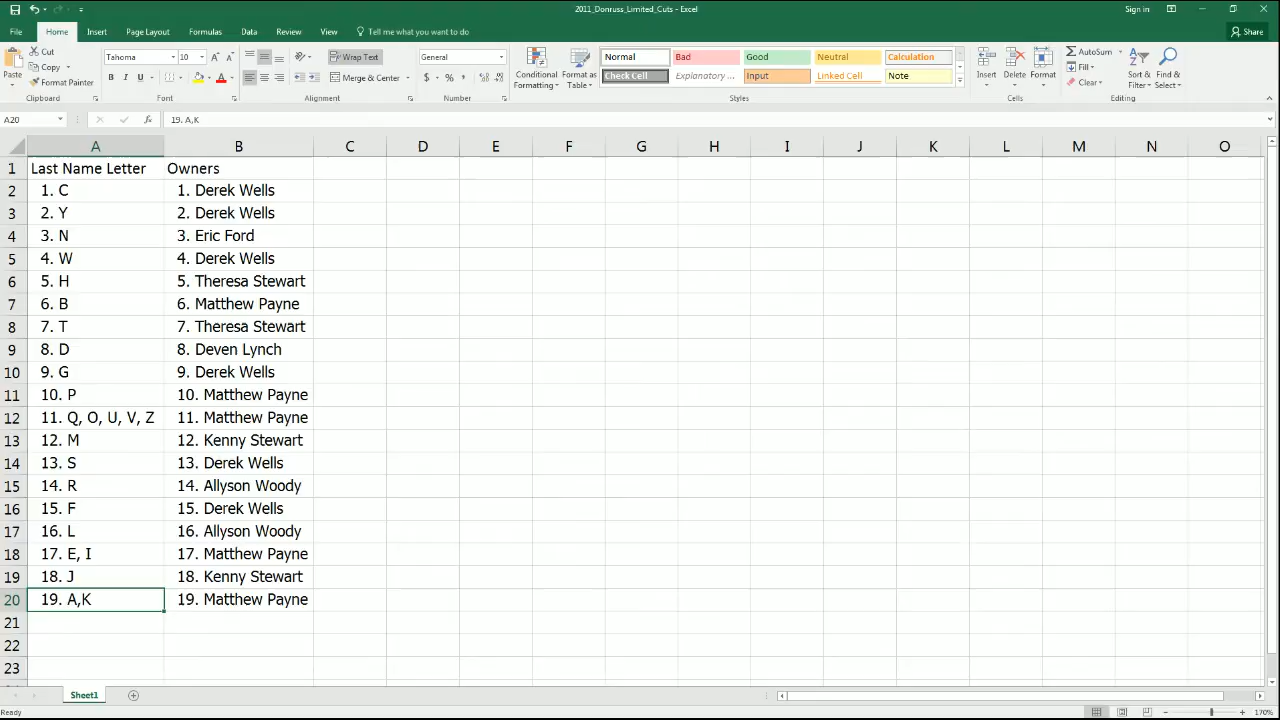 2011_Donruss_Limited_Cuts - Excel
Sign in
File Home Insert Page Layout Formulas Data Review View Tell me what you want to do Share
Paste
Cut
Copy
Format Painter
Clipboard
Tahoma 10
B I U
Font
Wrap Text
Merge & Center
Alignment
General
$ % ,
Number
Conditional Formatting
Format as Table
Normal Bad Good Neutral Calculation
Check Cell Explanatory ... Input Linked Cell Note
Styles
Insert Delete Format
Cells
AutoSum
Fill
Clear
Sort & Filter
Find & Select
Editing
A20 fx 19. A,K
A B C D E F G H I J K L M N O
1 Last Name Letter Owners
2 1. C 1. Derek Wells
3 2. Y 2. Derek Wells
4 3. N 3. Eric Ford
5 4. W 4. Derek Wells
6 5. H 5. Theresa Stewart
7 6. B 6. Matthew Payne
8 7. T 7. Theresa Stewart
9 8. D 8. Deven Lynch
10 9. G 9. Derek Wells
11 10. P 10. Matthew Payne
12 11. Q, O, U, V, Z 11. Matthew Payne
13 12. M 12. Kenny Stewart
14 13. S 13. Derek Wells
15 14. R 14. Allyson Woody
16 15. F 15. Derek Wells
17 16. L 16. Allyson Woody
18 17. E, I 17. Matthew Payne
19 18. J 18. Kenny Stewart
20 19. A,K 19. Matthew Payne
21
22
23
Sheet1
Ready 170%